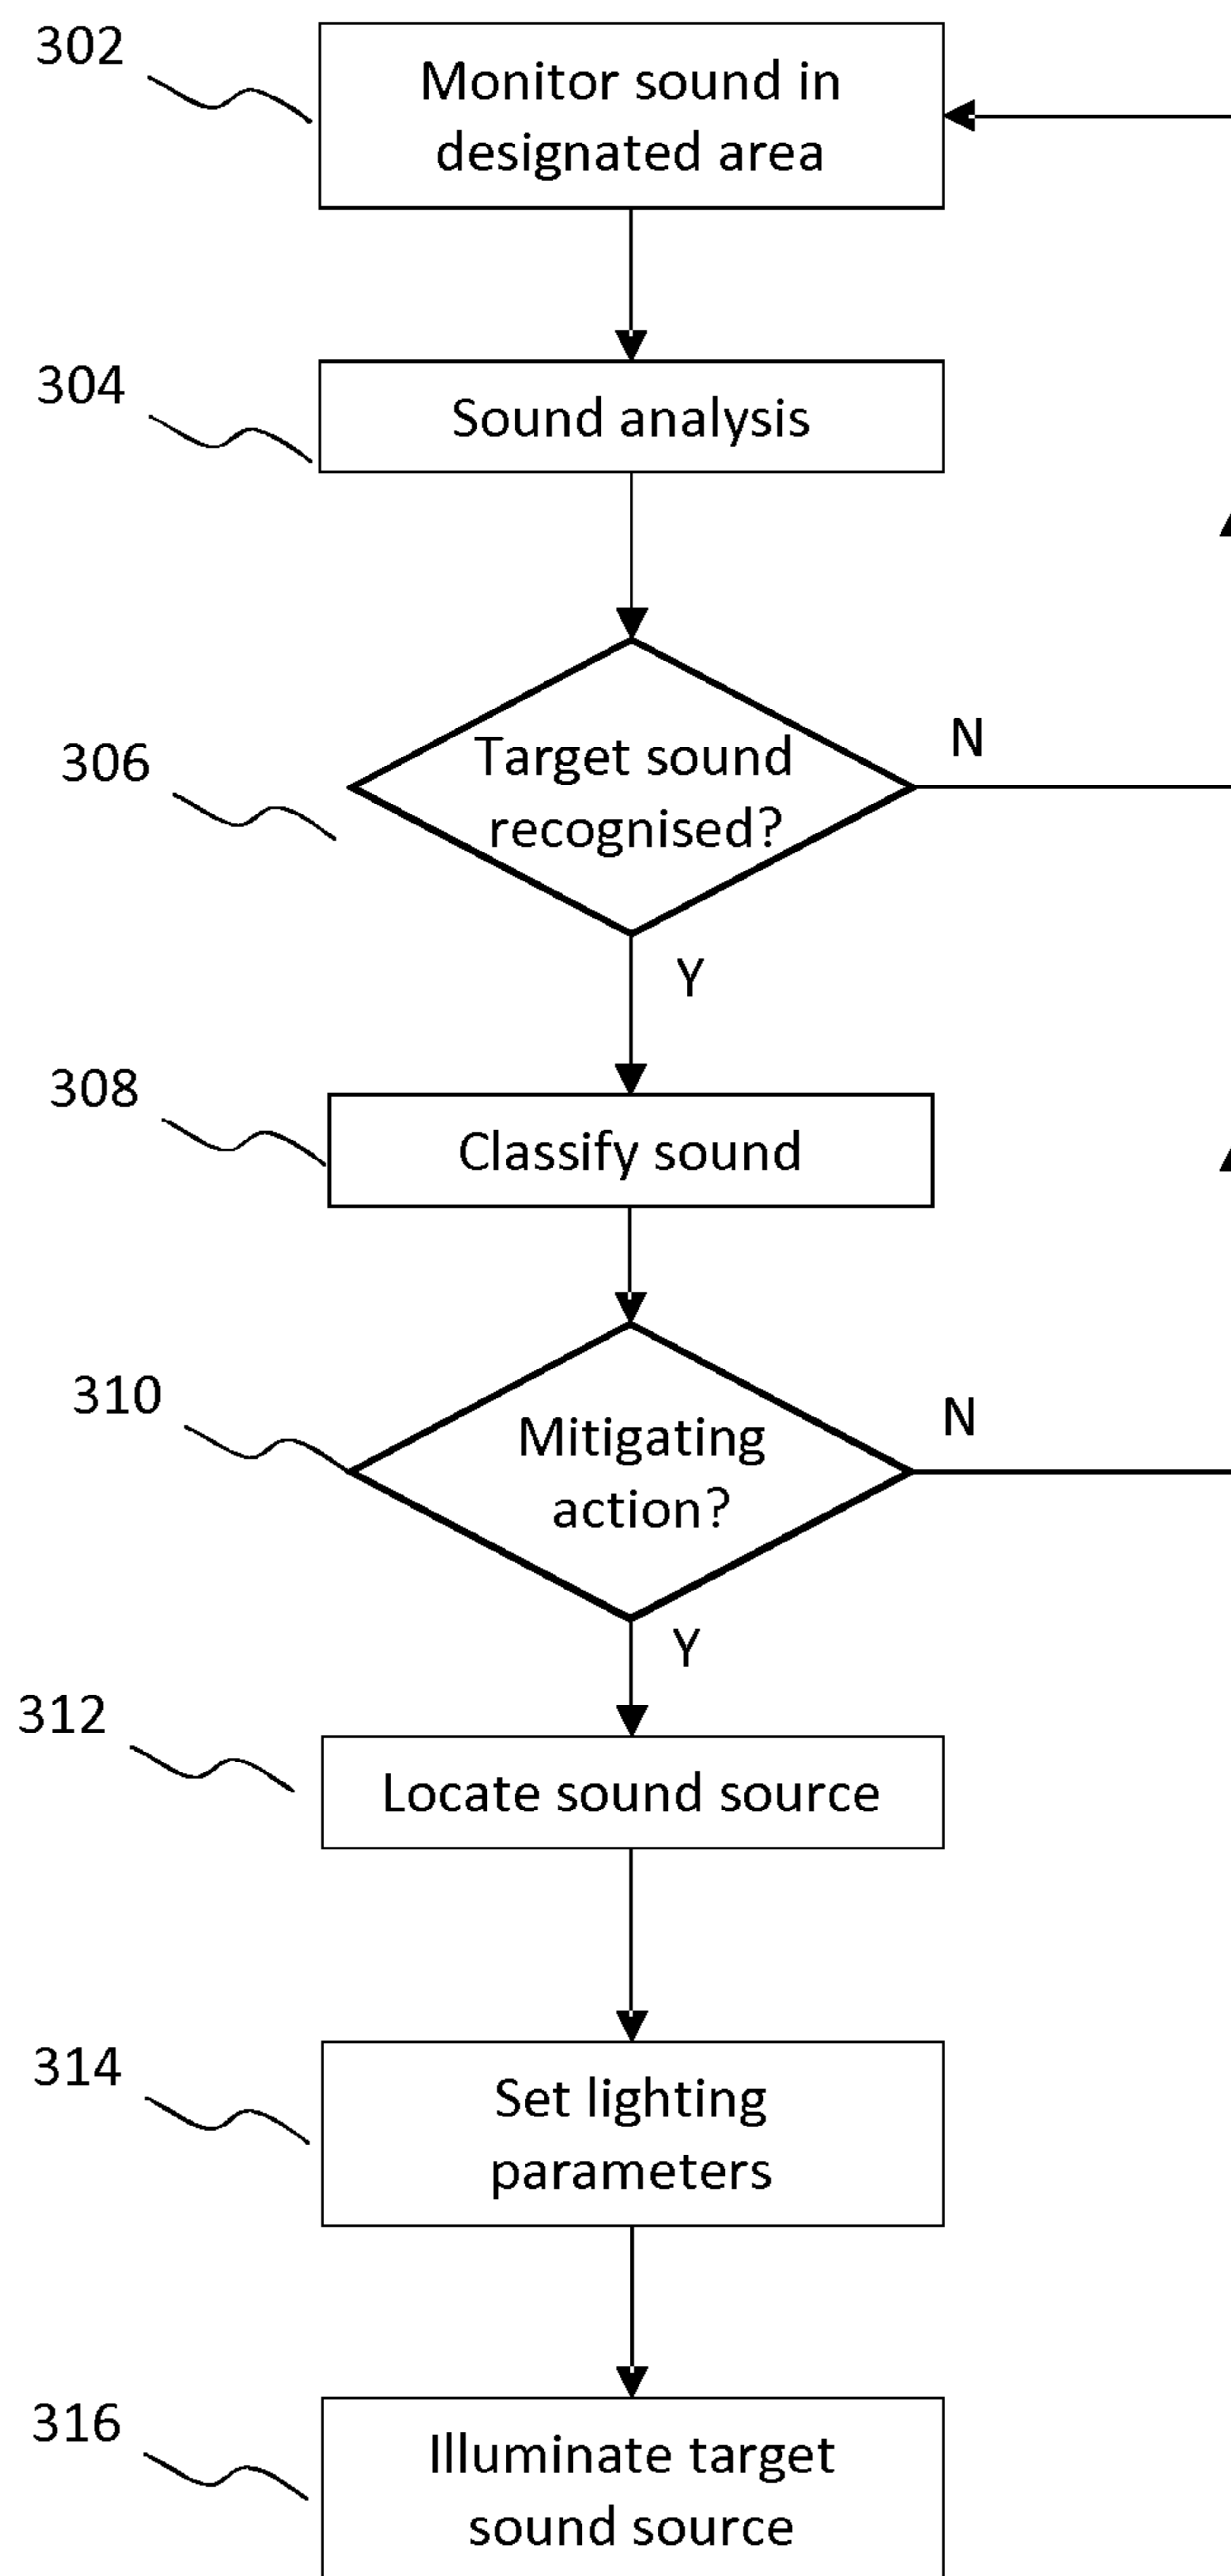 302
Monitor sound in
designated area
304
Sound analysis
306
Target sound
recognised?
N
Y
308
Classify sound
310
Mitigating
action?
N
Y
312
Locate sound source
314
Set lighting
parameters
316
Illuminate target
sound source